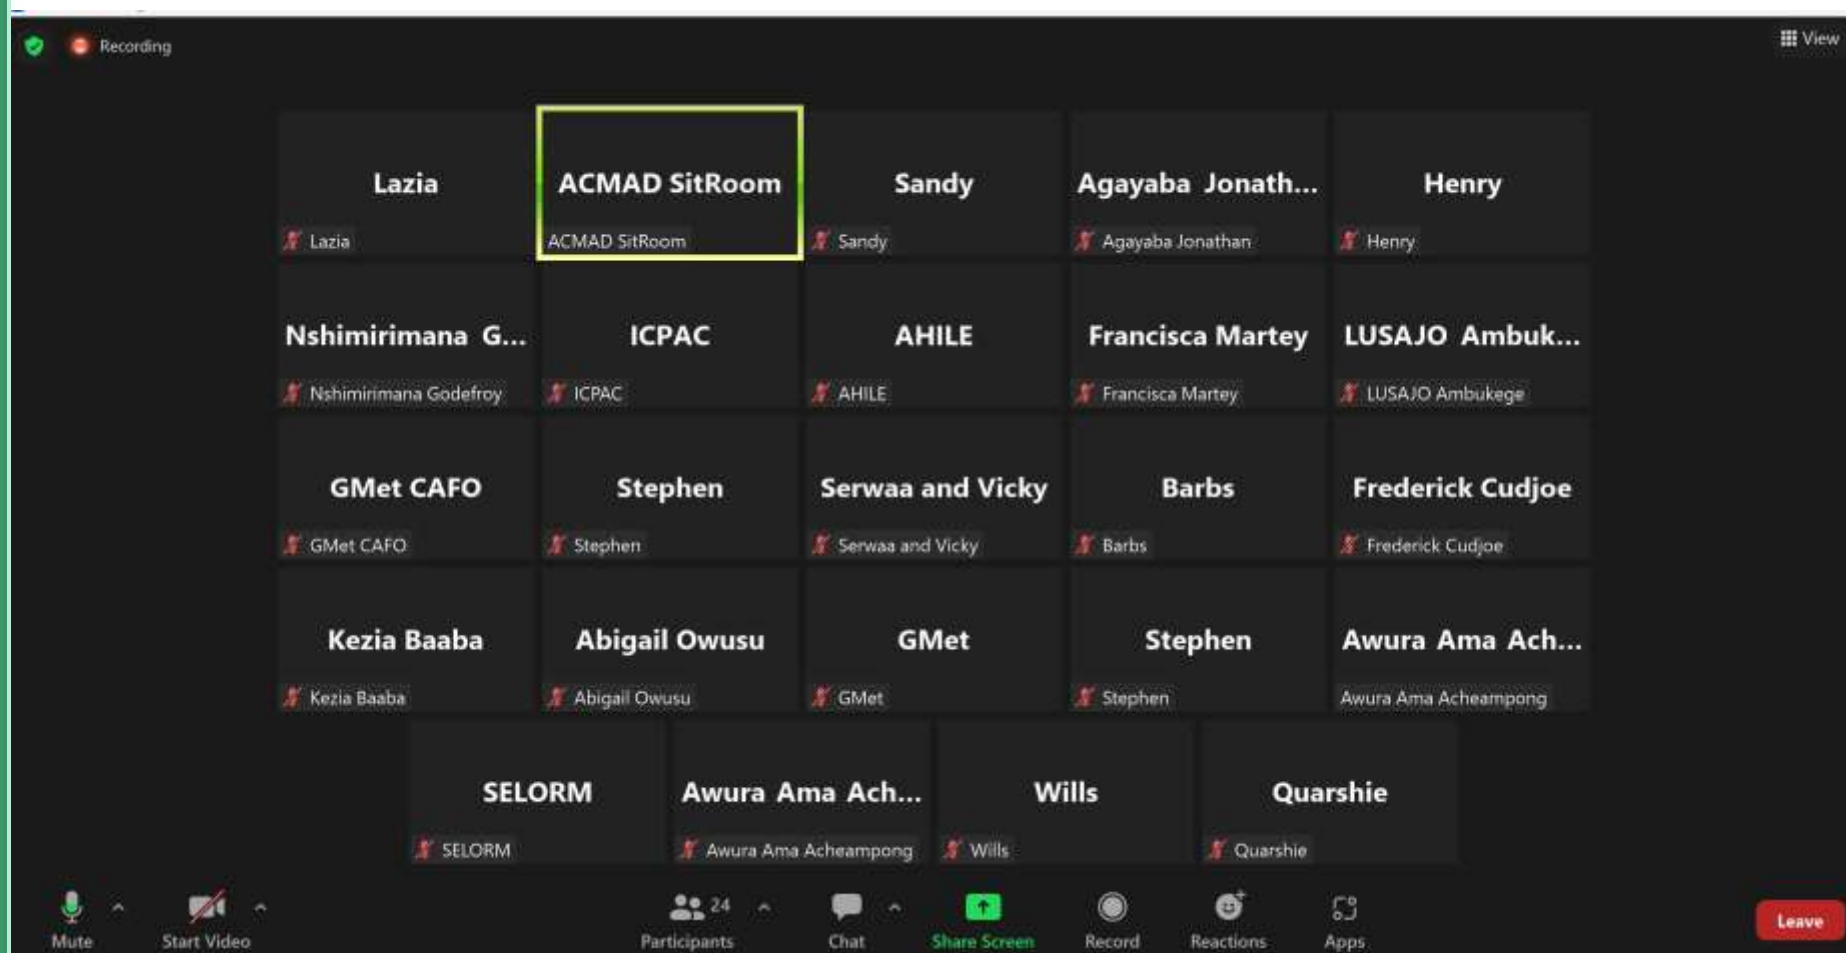 Recording
View
Lazia
Lazia
ACMAD SitRoom
ACMAD SitRoom
Sandy
Sandy
Agayaba Jonath...
Agayaba Jonathan
Henry
Henry
Nshimirimana G...
Nshimirimana Godefroy
ICPAC
ICPAC
AHILE
AHILE
Francisca Martey
Francisca Martey
LUSAJO Ambuk...
LUSAJO Ambukege
GMet CAFO
GMet CAFO
Stephen
Stephen
Serwaa and Vicky
Serwaa and Vicky
Barbs
Barbs
Frederick Cudjoe
Frederick Cudjoe
Kezia Baaba
Kezia Baaba
Abigail Owusu
Abigail Owusu
GMet
GMet
Stephen
Stephen
Awura Ama Ach...
Awura Ama Acheampong
SELORM
SELORM
Awura Ama Ach...
Awura Ama Acheampong
Wills
Wills
Quarshie
Quarshie
Mute
Start Video
24
Participants
Chat
Share Screen
Record
Reactions
Apps
Leave